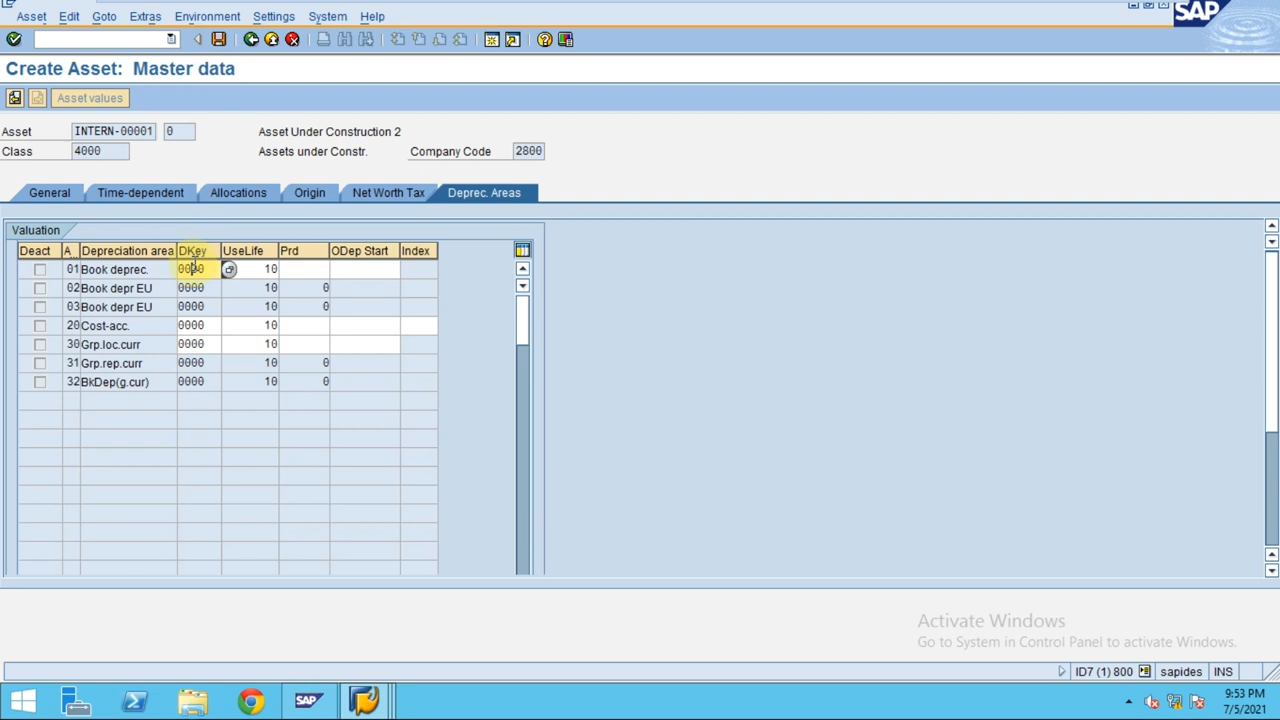 Asset Edit Goto Extras Environment Settings System Help
SAP
Create Asset: Master data
Asset values
Asset INTERN-00001 0 Asset Under Construction 2
Class 4000 Assets under Constr. Company Code 2800
General Time-dependent Allocations Origin Net Worth Tax Deprec. Areas
Valuation
Deact A... Depreciation area DKey UseLife Prd ODep Start Index
01 Book deprec. 0000 10
02 Book depr EU 0000 10 0
03 Book depr EU 0000 10 0
20 Cost-acc. 0000 10
30 Grp.loc.curr 0000 10
31 Grp.rep.curr 0000 10 0
32 BkDep(g.cur) 0000 10 0
Activate Windows
Go to System in Control Panel to activate Windows.
ID7 (1) 800 sapides INS
SAP
9:53 PM
7/5/2021